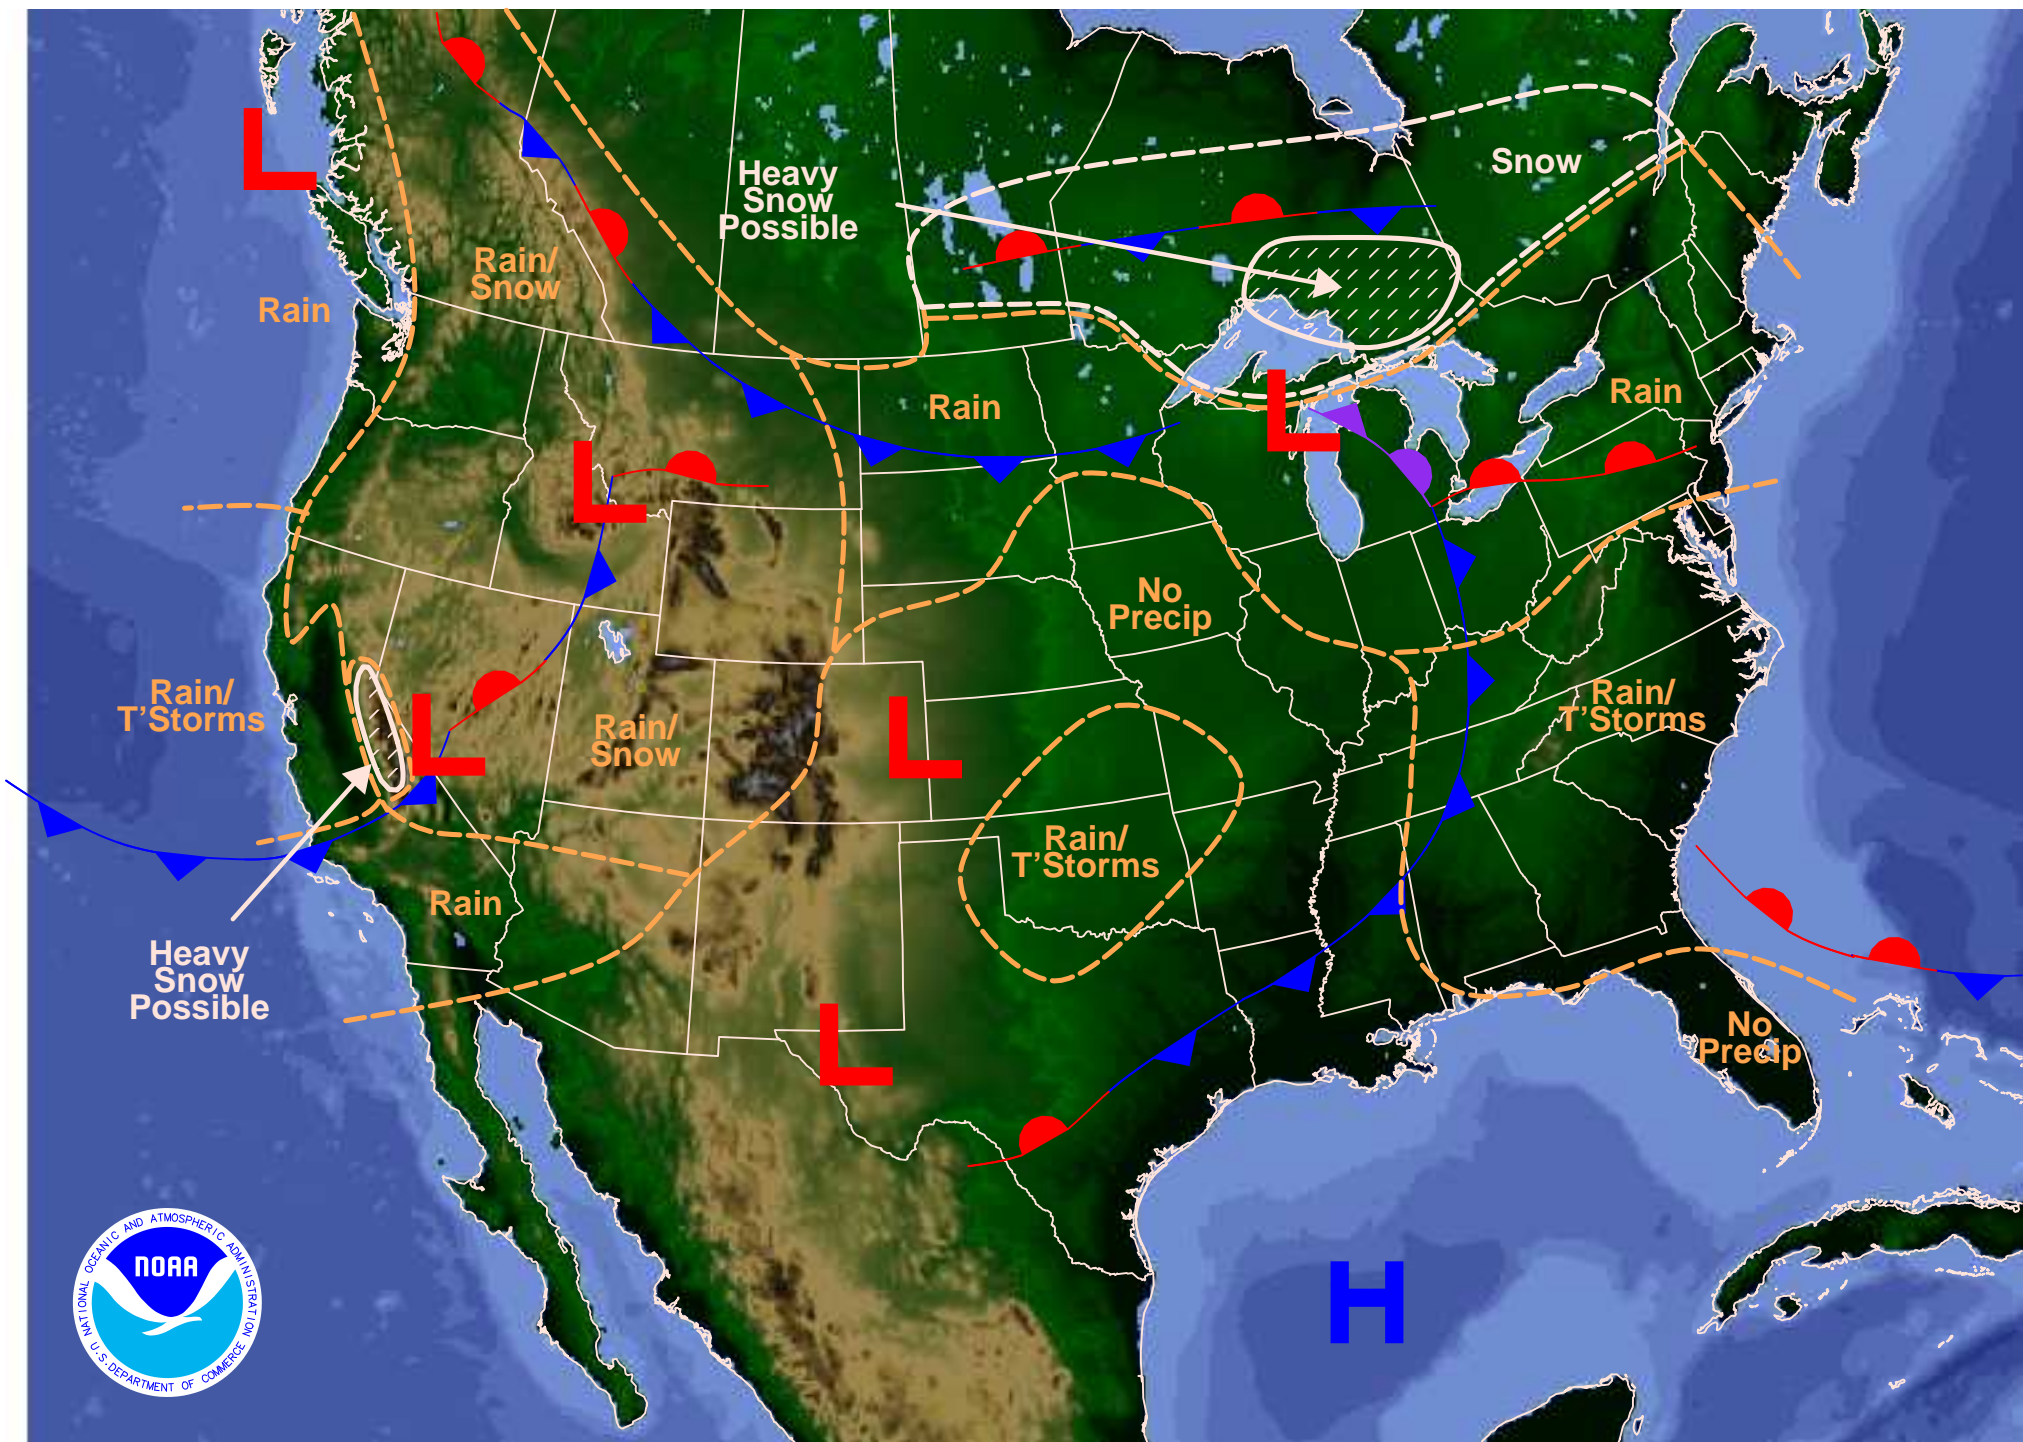 Heavy
Snow
Possible
Snow
Rain/
Snow
Rain
Rain
Rain
No
Precip
Rain/
T'Storms
Rain/
Snow
Rain/
T'Storms
Rain/
T'Storms
Rain
Heavy
Snow
Possible
No
Precip
L
L
L
L
L
L
L
H
NOAA
NATIONAL OCEANIC AND ATMOSPHERIC ADMINISTRATION
U.S. DEPARTMENT OF COMMERCE